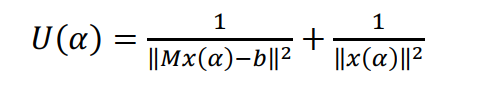 U(α) = 1/‖Mx(α)−b‖² + 1/‖x(α)‖²